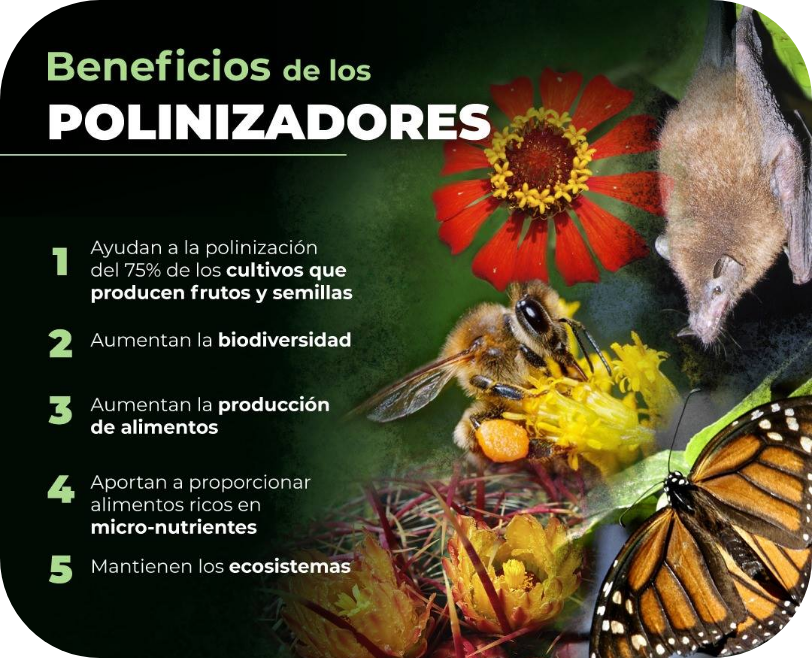 Beneficios de los
POLINIZADORES
1 Ayudan a la polinización
del 75% de los cultivos que
producen frutos y semillas
2 Aumentan la biodiversidad
3 Aumentan la producción
de alimentos
4 Aportan a proporcionar
alimentos ricos en
micro-nutrientes
5 Mantienen los ecosistemas